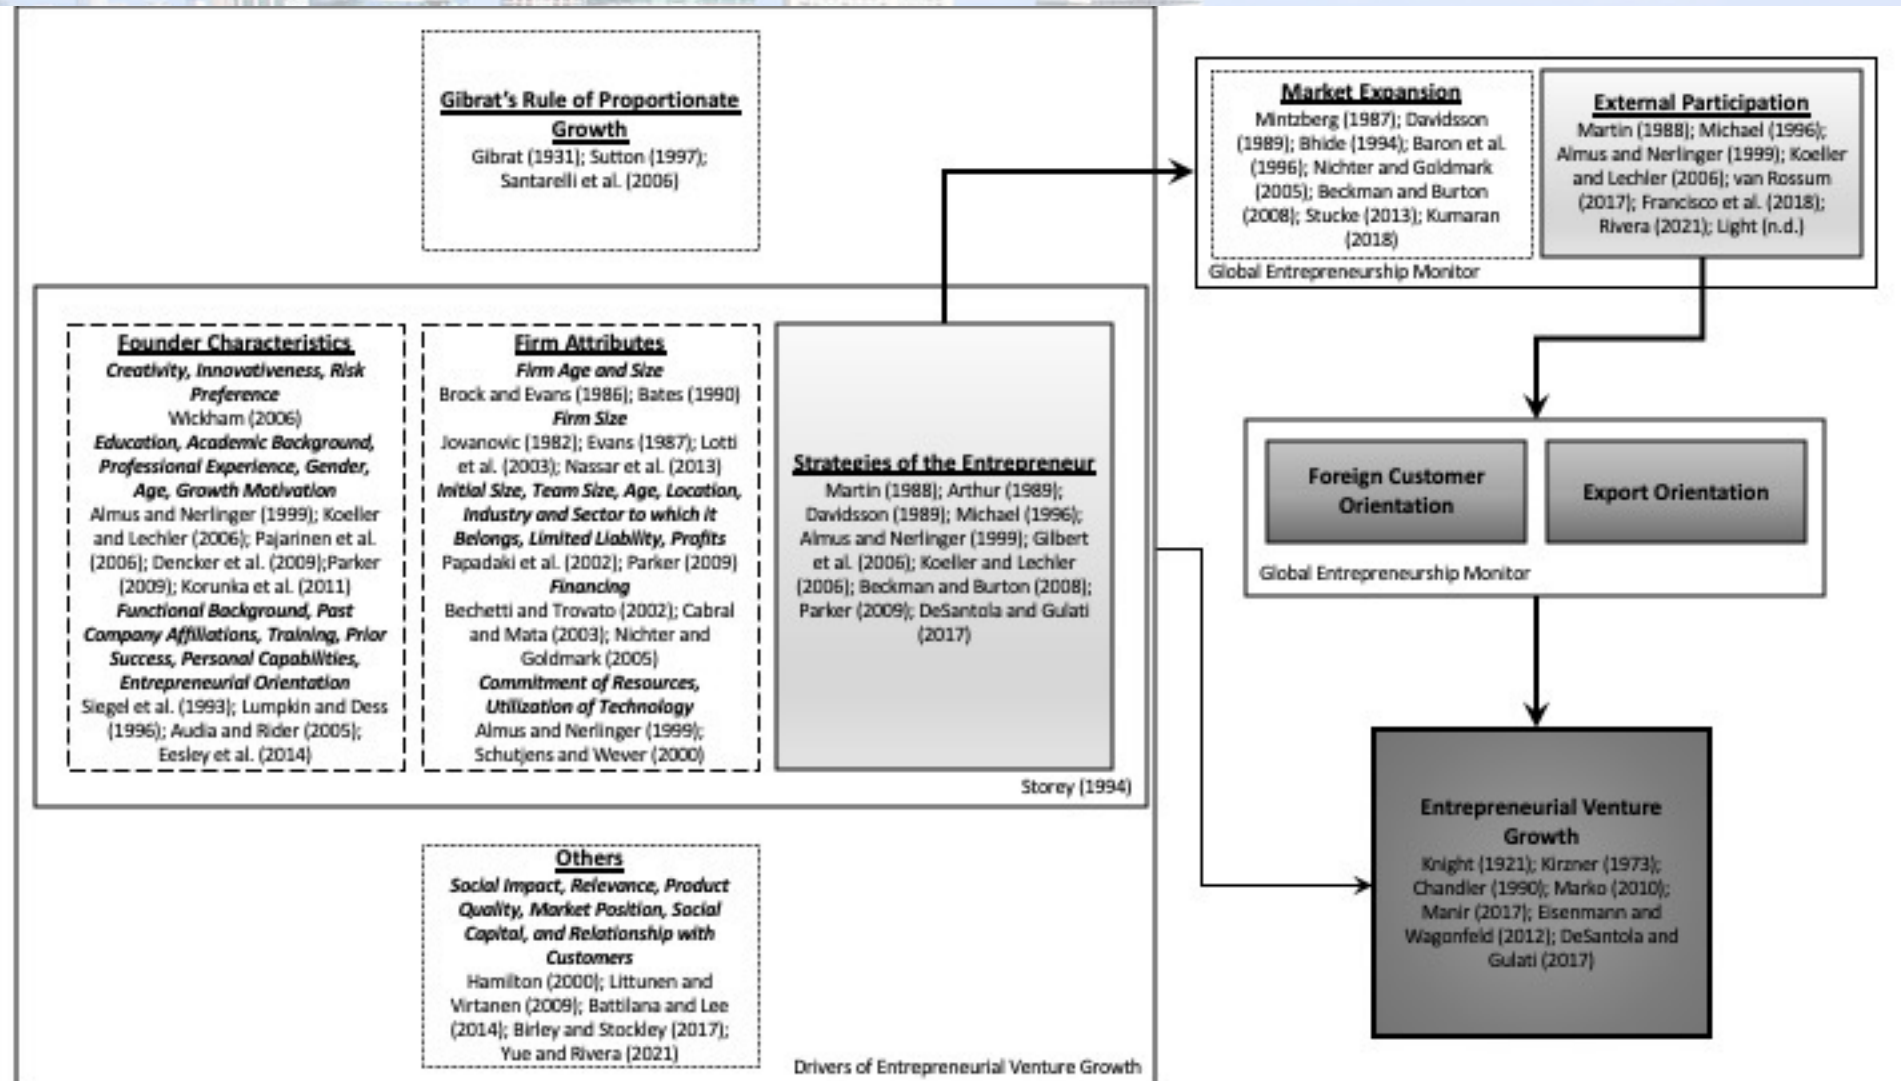 Gibrat's Rule of Proportionate
Growth
Gibrat (1931); Sutton (1997);
Santarelli et al. (2006)
Market Expansion
Mintzberg (1987); Davidsson
(1989); Bhide (1994); Baron et al.
(1996); Nichter and Goldmark
(2005); Beckman and Burton
(2008); Stucke (2013); Kumaran
(2018)
External Participation
Martin (1988); Michael (1996);
Almus and Nerlinger (1999); Koeller
and Lechler (2006); van Rossum
(2017); Francisco et al. (2018);
Rivera (2021); Light (n.d.)
Global Entrepreneurship Monitor
Founder Characteristics
Creativity, Innovativeness, Risk
Preference
Wickham (2006)
Education, Academic Background,
Professional Experience, Gender,
Age, Growth Motivation
Almus and Nerlinger (1999); Koeller
and Lechler (2006); Pajarinen et al.
(2006); Dencker et al. (2009);Parker
(2009); Korunka et al. (2011)
Functional Background, Past
Company Affiliations, Training, Prior
Success, Personal Capabilities,
Entrepreneurial Orientation
Siegel et al. (1993); Lumpkin and Dess
(1996); Audia and Rider (2005);
Eesley et al. (2014)
Firm Attributes
Firm Age and Size
Brock and Evans (1986); Bates (1990)
Firm Size
Jovanovic (1982); Evans (1987); Lotti
et al. (2003); Nassar et al. (2013)
Initial Size, Team Size, Age, Location,
Industry and Sector to which it
Belongs, Limited Liability, Profits
Papadaki et al. (2002); Parker (2009)
Financing
Bechetti and Trovato (2002); Cabral
and Mata (2003); Nichter and
Goldmark (2005)
Commitment of Resources,
Utilization of Technology
Almus and Nerlinger (1999);
Schutjens and Wever (2000)
Strategies of the Entrepreneur
Martin (1988); Arthur (1989);
Davidsson (1989); Michael (1996);
Almus and Nerlinger (1999); Gilbert
et al. (2006); Koeller and Lechler
(2006); Beckman and Burton (2008);
Parker (2009); DeSantola and Gulati
(2017)
Storey (1994)
Foreign Customer
Orientation
Export Orientation
Global Entrepreneurship Monitor
Others
Social Impact, Relevance, Product
Quality, Market Position, Social
Capital, and Relationship with
Customers
Hamilton (2000); Littunen and
Virtanen (2009); Battilana and Lee
(2014); Birley and Stockley (2017);
Yue and Rivera (2021)
Drivers of Entrepreneurial Venture Growth
Entrepreneurial Venture
Growth
Knight (1921); Kirzner (1973);
Chandler (1990); Marko (2010);
Manir (2017); Eisenmann and
Wagonfeld (2012); DeSantola and
Gulati (2017)